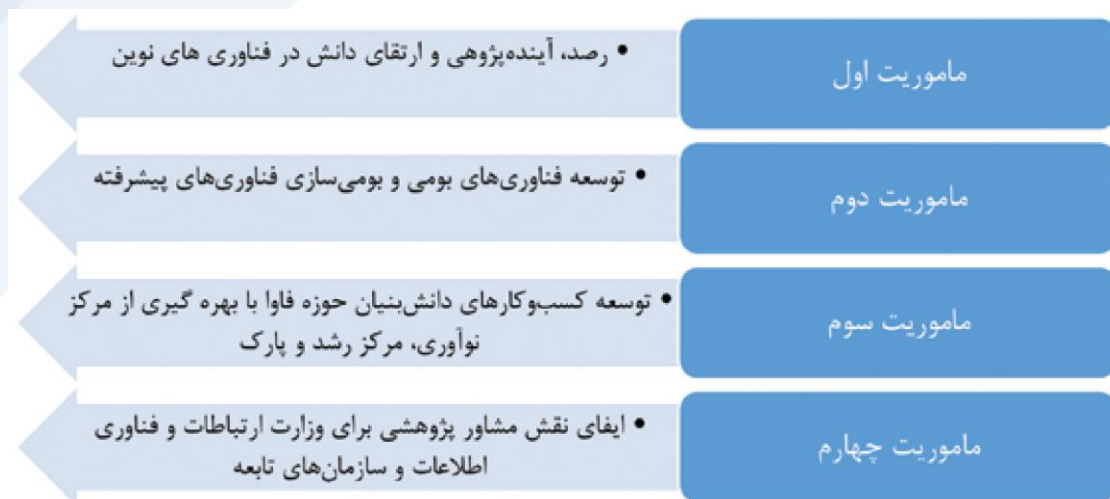 ماموریت اول
• رصد، آینده‌پژوهی و ارتقای دانش در فناوری های نوین
ماموریت دوم
• توسعه فناوری‌های بومی و بومی‌سازی فناوری‌های پیشرفته
ماموریت سوم
• توسعه کسب‌وکارهای دانش‌بنیان حوزه فاوا با بهره گیری از مرکز
نوآوری، مرکز رشد و پارک
ماموریت چهارم
• ایفای نقش مشاور پژوهشی برای وزارت ارتباطات و فناوری
اطلاعات و سازمان‌های تابعه